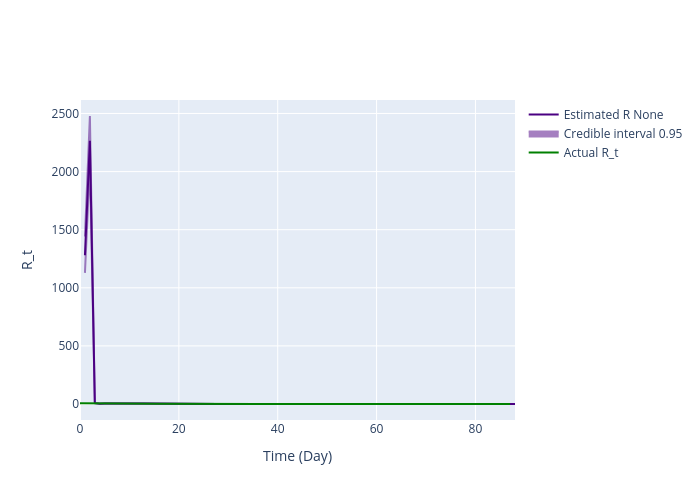 Estimated R None
Credible interval 0.95
Actual R_t
2500
2000
1500
1000
500
0
R_t
0 20 40 60 80
Time (Day)